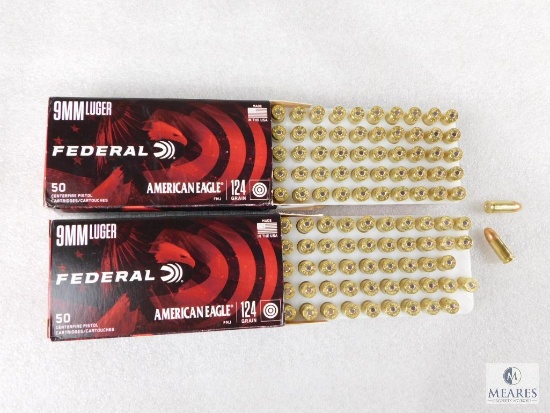 9MM LUGER
MADE
IN THE USA
FEDERAL
50
CENTERFIRE PISTOL
CARTRIDGES/CARTOUCHES
AMERICAN EAGLE
FMJ
124
GRAIN
9MM LUGER
MADE
IN THE USA
FEDERAL
50
CENTERFIRE PISTOL
CARTRIDGES/CARTOUCHES
AMERICAN EAGLE
FMJ
124
GRAIN
MEARES